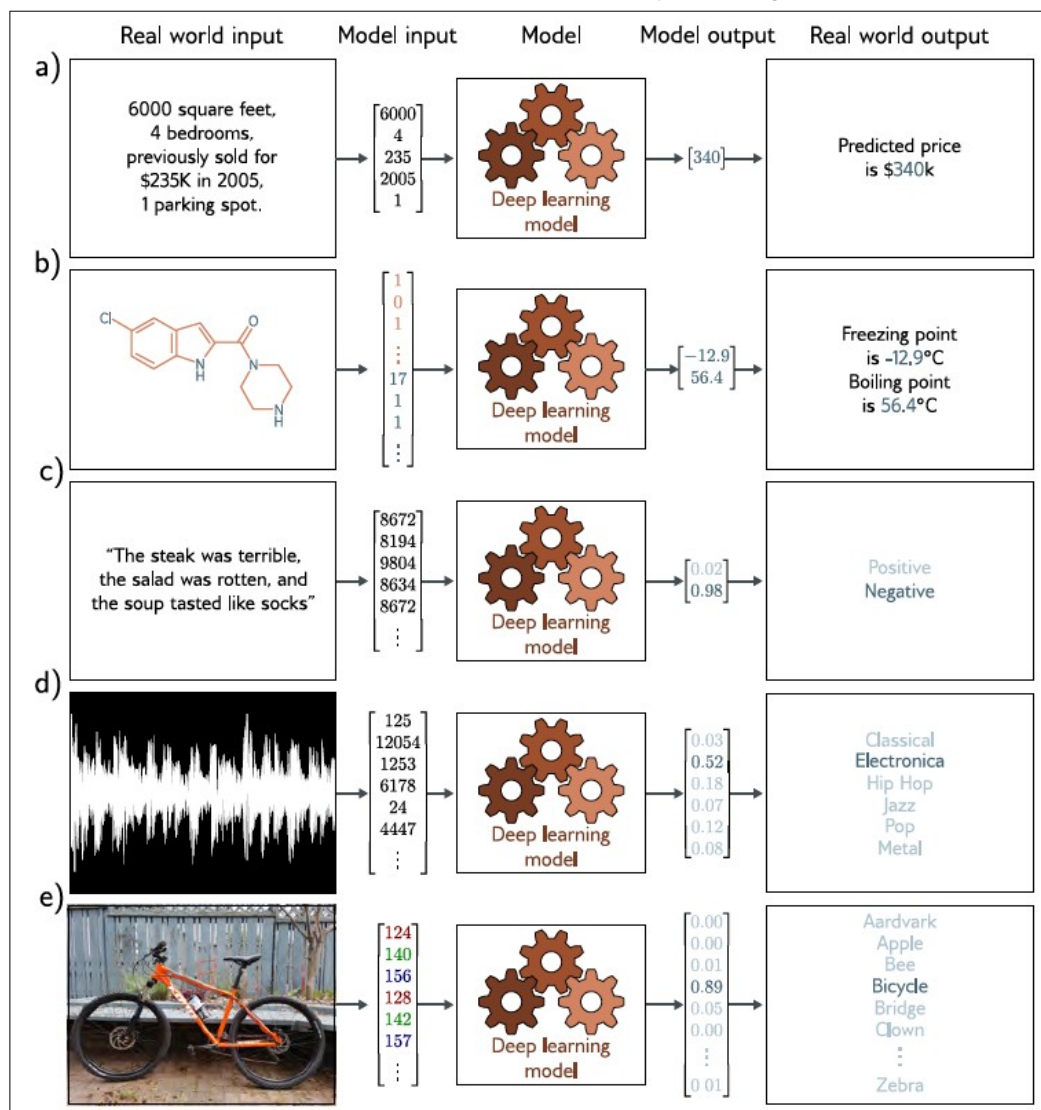 Real world input Model input Model Model output Real world output
a)
6000 square feet,
4 bedrooms,
previously sold for
$235K in 2005,
1 parking spot.
6000
4
235
2005
1
Deep learning
model
[340]
Predicted price
is $340k
b)
Cl
O
N
H
N
N
H
1
0
1
⋮
17
1
1
⋮
Deep learning
model
−12.9
56.4
Freezing point
is -12.9°C
Boiling point
is 56.4°C
c)
"The steak was terrible,
the salad was rotten, and
the soup tasted like socks"
8672
8194
9804
8634
8672
⋮
Deep learning
model
0.02
0.98
Positive
Negative
d)
125
12054
1253
6178
24
4447
⋮
Deep learning
model
0.03
0.52
0.18
0.07
0.12
0.08
Classical
Electronica
Hip Hop
Jazz
Pop
Metal
e)
124
140
156
128
142
157
⋮
Deep learning
model
0.00
0.00
0.01
0.89
0.05
0.00
⋮
0 01
Aardvark
Apple
Bee
Bicycle
Bridge
Clown
⋮
Zebra